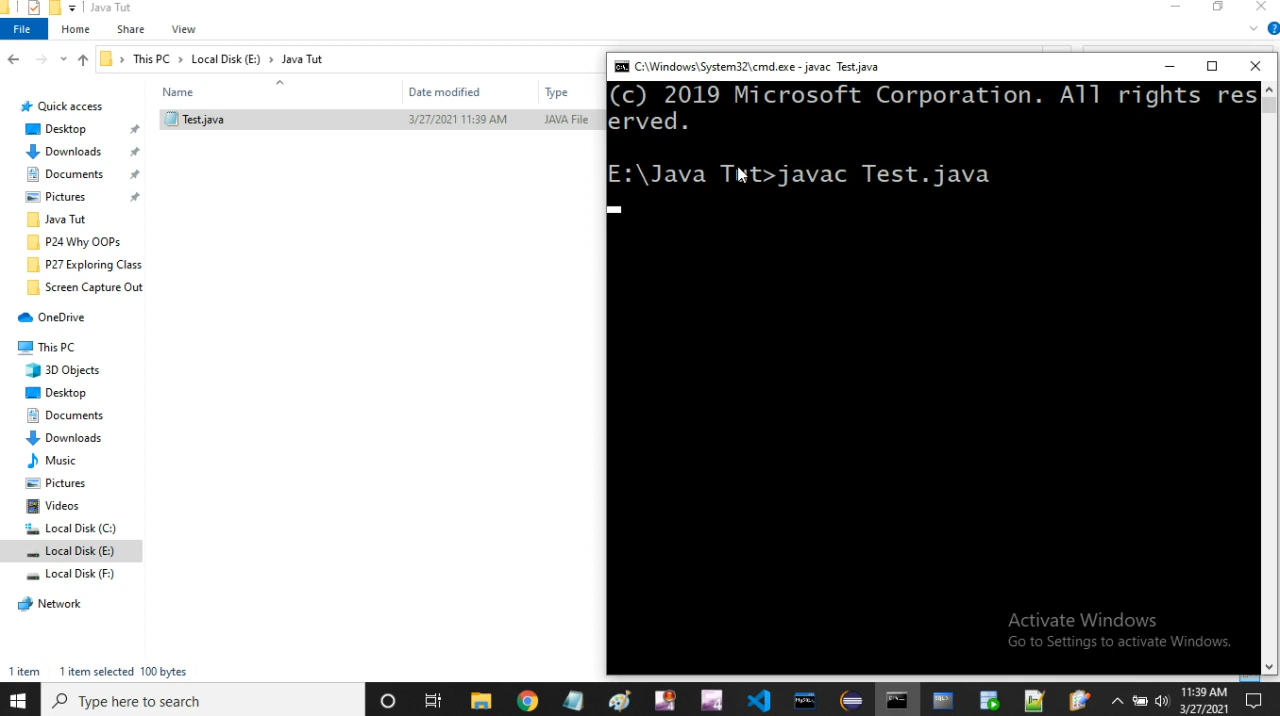 Java Tut
File
Home
Share
View
This PC
Local Disk (E:)
Java Tut
Name
Date modified
Type
Test.java
3/27/2021 11:39 AM
JAVA File
Quick access
Desktop
Downloads
Documents
Pictures
Java Tut
P24 Why OOPs
P27 Exploring Class
Screen Capture Out
OneDrive
This PC
3D Objects
Desktop
Documents
Downloads
Music
Pictures
Videos
Local Disk (C:)
Local Disk (E:)
Local Disk (F:)
Network
1 item
1 item selected
100 bytes
C:\Windows\System32\cmd.exe - javac Test.java
(c) 2019 Microsoft Corporation. All rights res
erved.
E:\Java Tut>javac Test.java
Activate Windows
Go to Settings to activate Windows.
Type here to search
11:39 AM
3/27/2021